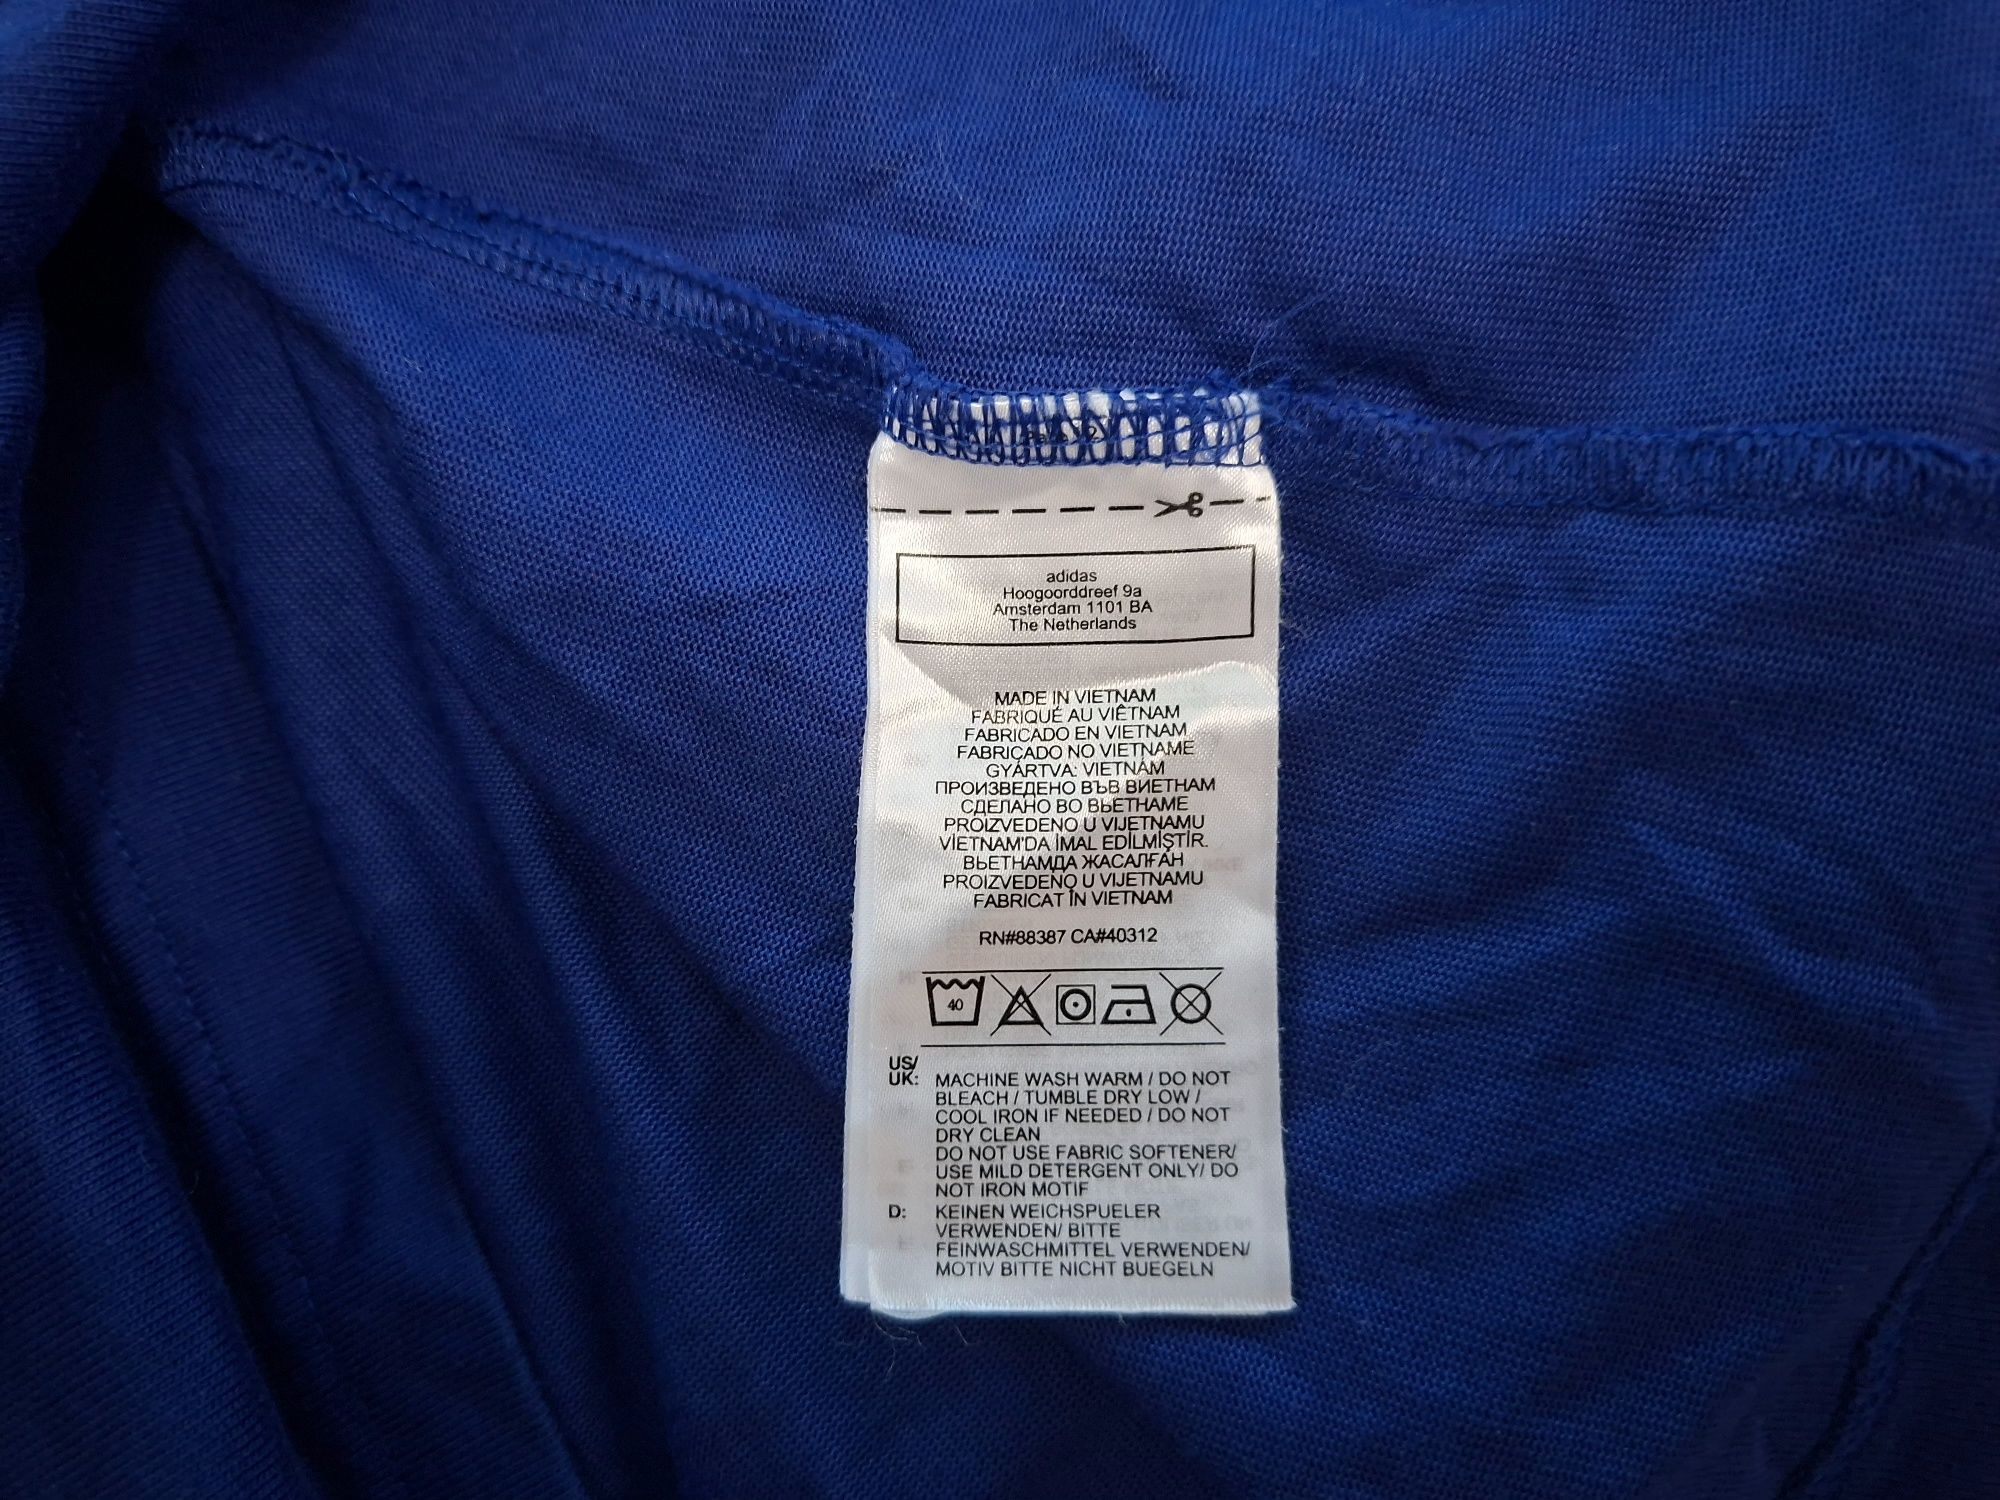 adidas
Hoogoorddreef 9a
Amsterdam 1101 BA
The Netherlands
MADE IN VIETNAM
FABRIQUÉ AU VIÊTNAM
FABRICADO EN VIETNAM
FABRICADO NO VIETNAME
GYÁRTVA: VIETNÁM
ПРОИЗВЕДЕНО ВЪВ ВИЕТНАМ
СДЕЛАНО ВО ВЬЕТНАМЕ
PROIZVEDENO U VIJETNAMU
VİETNAM'DA İMAL EDİLMİŞTİR.
ВЬЕТНАМДА ЖАСАЛҒАН
PROIZVEDENO U VIJETNAMU
FABRICAT ÎN VIETNAM
RN#88387 CA#40312
40
US/
UK: MACHINE WASH WARM / DO NOT
BLEACH / TUMBLE DRY LOW /
COOL IRON IF NEEDED / DO NOT
DRY CLEAN
DO NOT USE FABRIC SOFTENER/
USE MILD DETERGENT ONLY/ DO
NOT IRON MOTIF
D: KEINEN WEICHSPUELER
VERWENDEN/ BITTE
FEINWASCHMITTEL VERWENDEN/
MOTIV BITTE NICHT BUEGELN